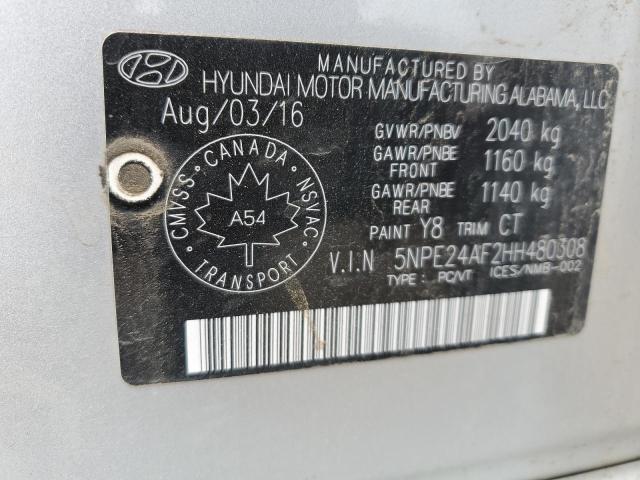 MANUFACTURED BY
HYUNDAI MOTOR MANUFACTURING ALABAMA, LLC
Aug/03/16
GVWR/PNBV 2040 kg
GAWR/PNBE FRONT 1160 kg
GAWR/PNBE REAR 1140 kg
PAINT Y8 TRIM CT
V.I.N 5NPE24AF2HH480308
TYPE : PC/VT ICES/NMB-002
CANADA
CMVSS
NSVAC
A54
TRANSPORT